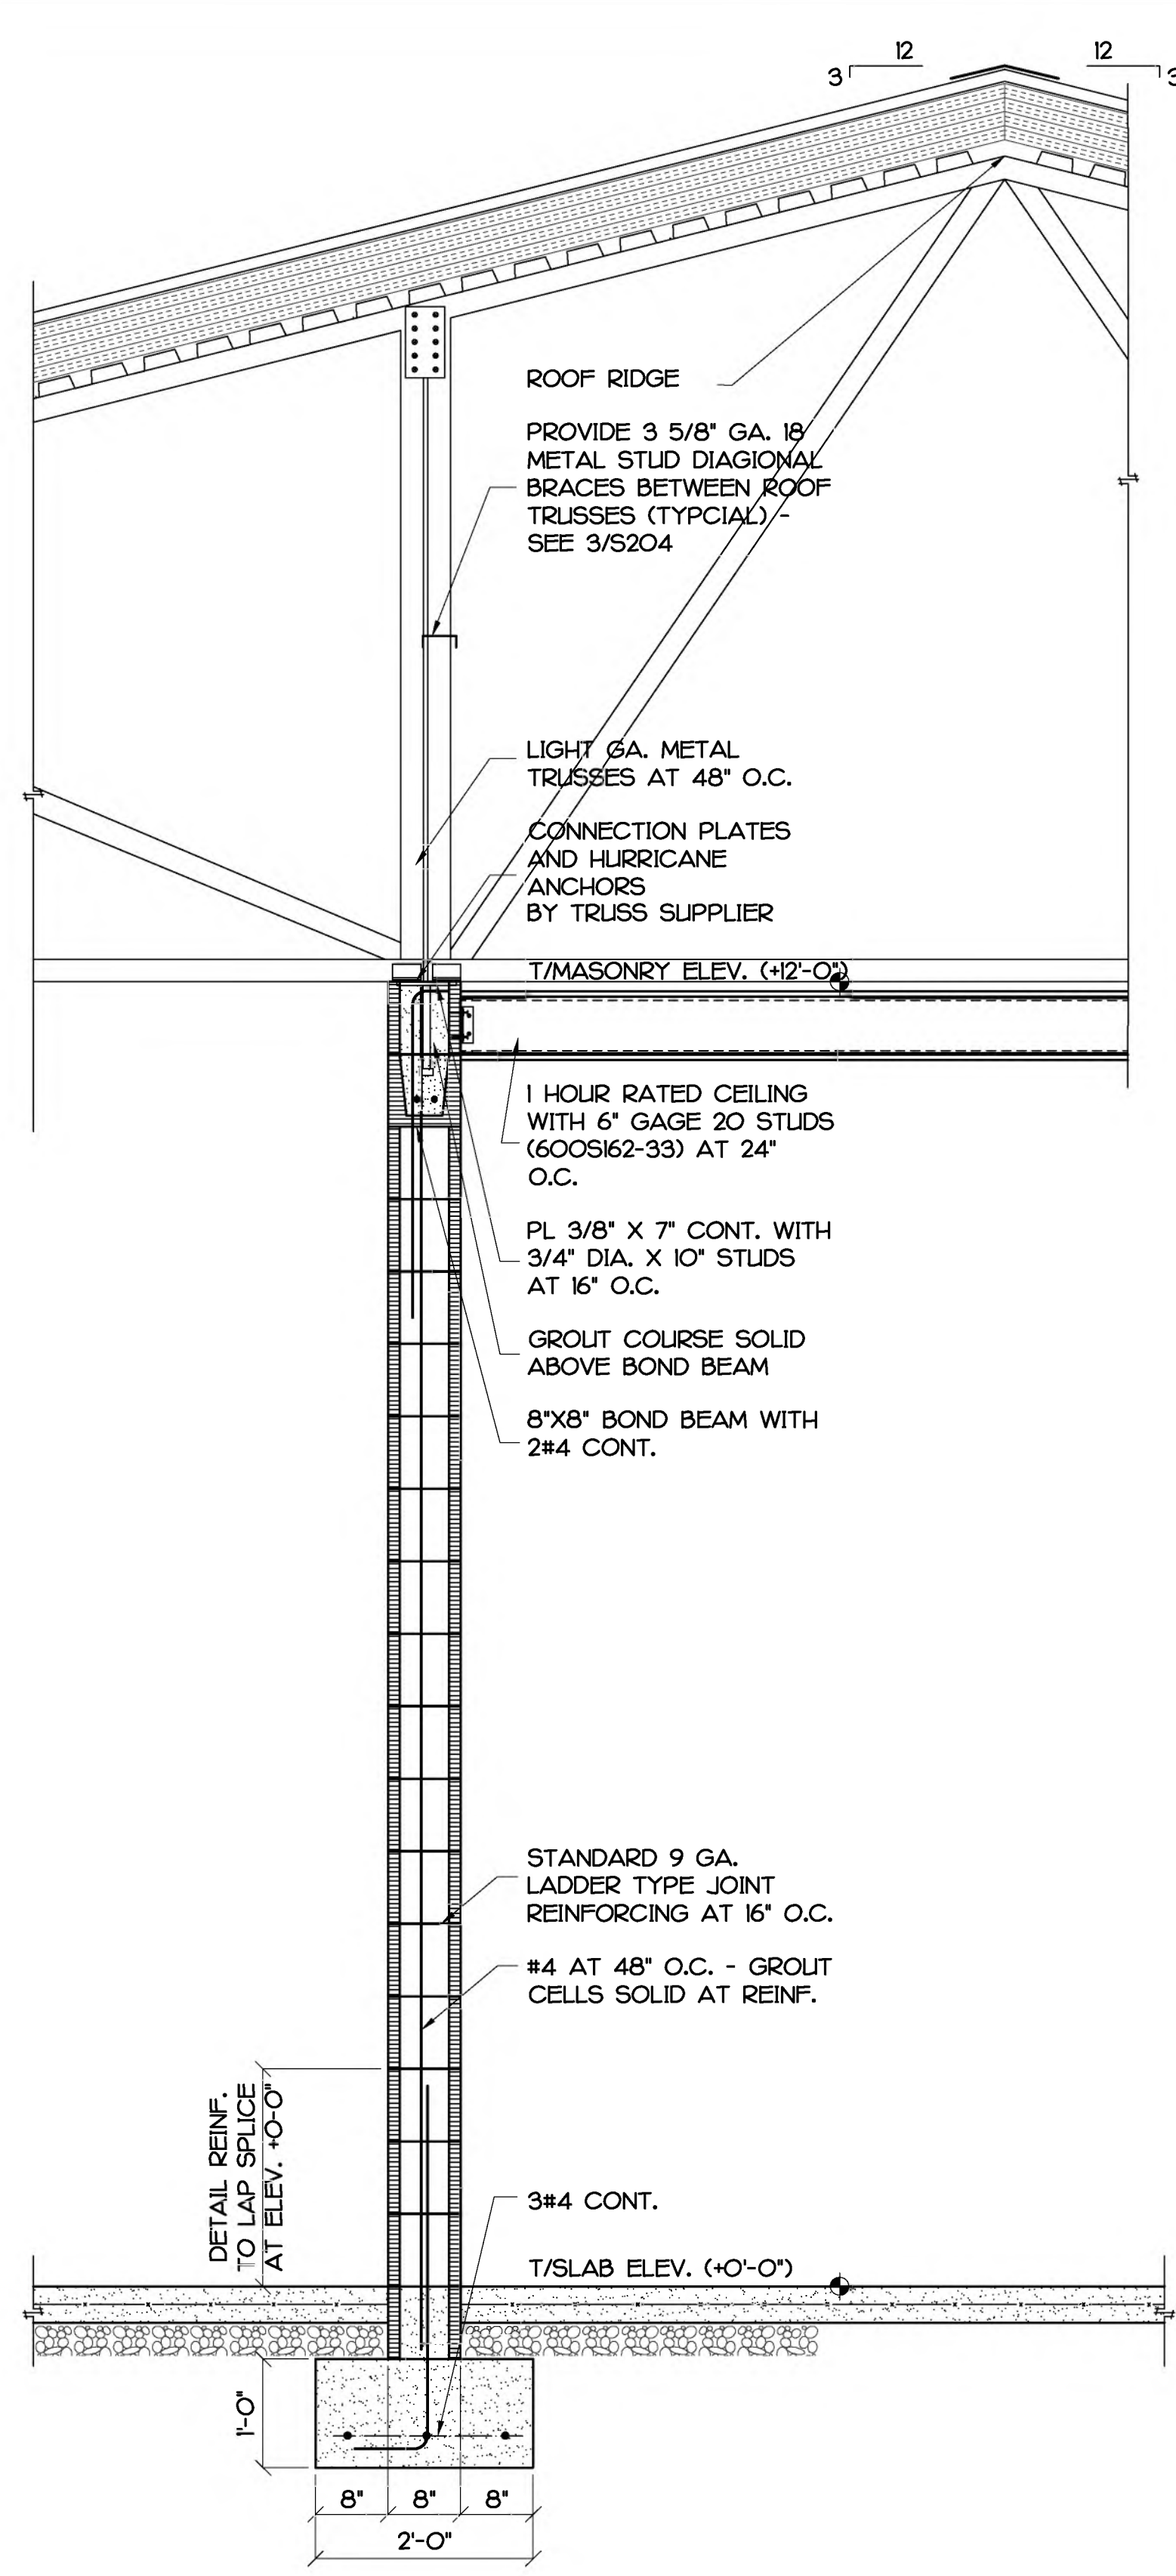 12
12
3
3
ROOF RIDGE
PROVIDE 3 5/8" GA. 18
METAL STUD DIAGIONAL
BRACES BETWEEN ROOF
TRUSSES (TYPCIAL) -
SEE 3/S204
LIGHT GA. METAL
TRUSSES AT 48" O.C.
CONNECTION PLATES
AND HURRICANE
ANCHORS
BY TRUSS SUPPLIER
T/MASONRY ELEV. (+12'-0")
1 HOUR RATED CEILING
WITH 6" GAGE 20 STUDS
(600S162-33) AT 24"
O.C.
PL 3/8" X 7" CONT. WITH
3/4" DIA. X 10" STUDS
AT 16" O.C.
GROUT COURSE SOLID
ABOVE BOND BEAM
8"X8" BOND BEAM WITH
2#4 CONT.
STANDARD 9 GA.
LADDER TYPE JOINT
REINFORCING AT 16" O.C.
#4 AT 48" O.C. - GROUT
CELLS SOLID AT REINF.
DETAIL REINF.
TO LAP SPLICE
AT ELEV. +0-0"
3#4 CONT.
T/SLAB ELEV. (+0'-0")
1'-0"
8"
8"
8"
2'-0"